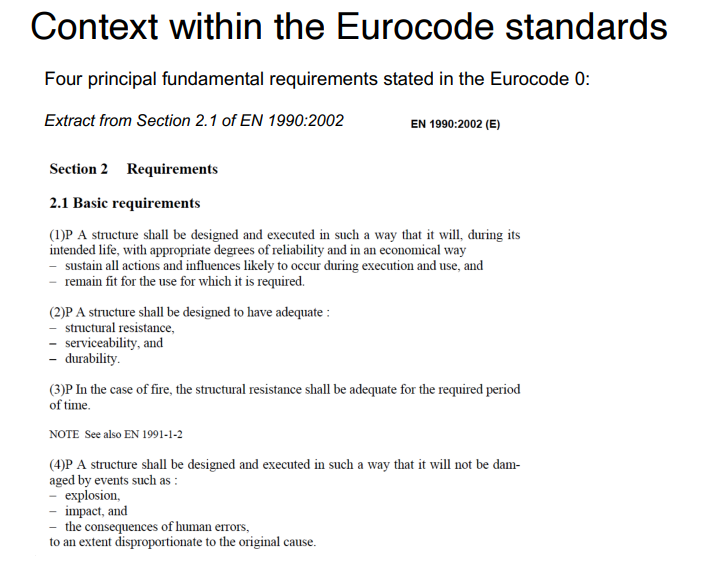 Context within the Eurocode standards
Four principal fundamental requirements stated in the Eurocode 0:
Extract from Section 2.1 of EN 1990:2002
EN 1990:2002 (E)
Section 2 Requirements
2.1 Basic requirements
(1)P A structure shall be designed and executed in such a way that it will, during its
intended life, with appropriate degrees of reliability and in an economical way
– sustain all actions and influences likely to occur during execution and use, and
– remain fit for the use for which it is required.
(2)P A structure shall be designed to have adequate :
– structural resistance,
– serviceability, and
– durability.
(3)P In the case of fire, the structural resistance shall be adequate for the required period
of time.
NOTE See also EN 1991-1-2
(4)P A structure shall be designed and executed in such a way that it will not be dam-
aged by events such as :
– explosion,
– impact, and
– the consequences of human errors,
to an extent disproportionate to the original cause.